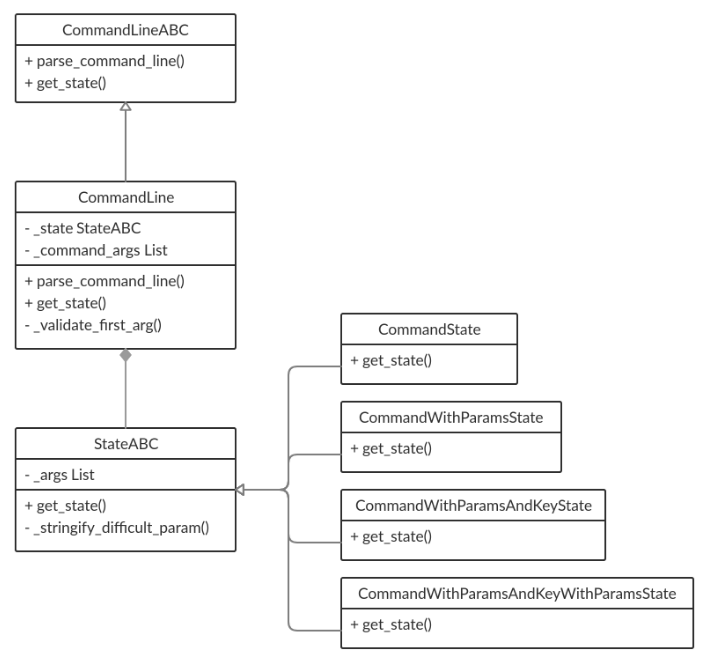 CommandLineABC
+ parse_command_line()
+ get_state()
CommandLine
- _state StateABC
- _command_args List
+ parse_command_line()
+ get_state()
- _validate_first_arg()
StateABC
- _args List
+ get_state()
- _stringify_difficult_param()
CommandState
+ get_state()
CommandWithParamsState
+ get_state()
CommandWithParamsAndKeyState
+ get_state()
CommandWithParamsAndKeyWithParamsState
+ get_state()